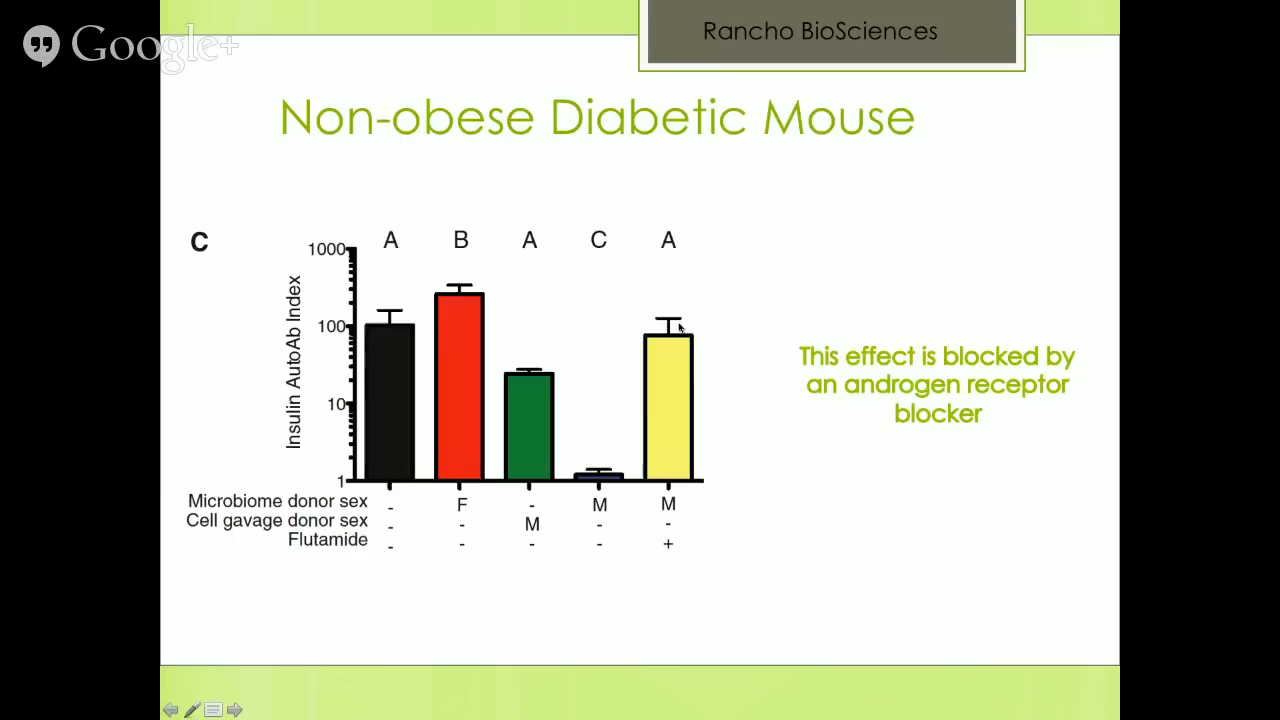 Google+
Rancho BioSciences
Non-obese Diabetic Mouse
C
A B A C A
1000
100
10
1
Insulin AutoAb Index
This effect is blocked by
an androgen receptor
blocker
Microbiome donor sex - F - M M
Cell gavage donor sex - - M - -
Flutamide - - - - +